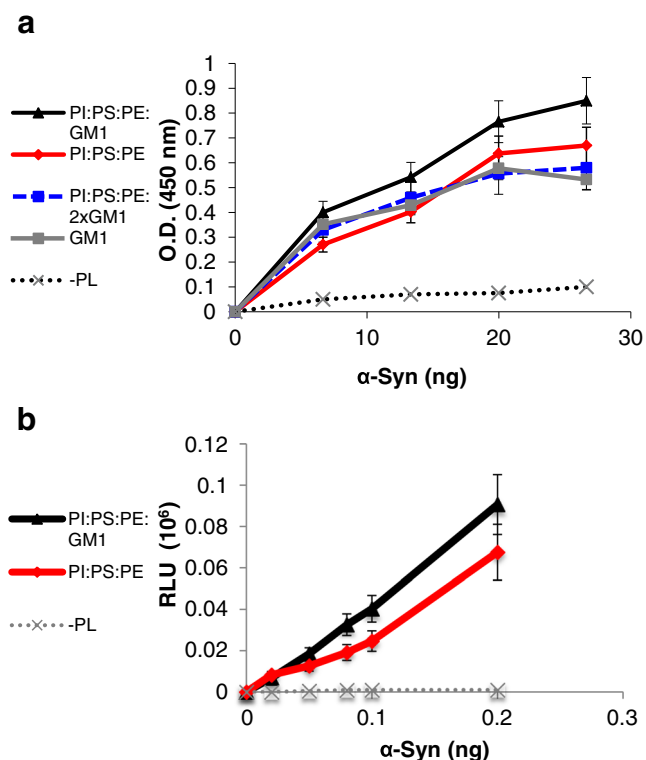 a
PI:PS:PE:
GM1
PI:PS:PE
PI:PS:PE:
2xGM1
GM1
-PL
O.D. (450 nm)
1
0.9
0.8
0.7
0.6
0.5
0.4
0.3
0.2
0.1
0
0
10
20
30
α-Syn (ng)
b
PI:PS:PE:
GM1
PI:PS:PE
-PL
RLU (10⁶)
0.12
0.1
0.08
0.06
0.04
0.02
0
0
0.1
0.2
0.3
α-Syn (ng)